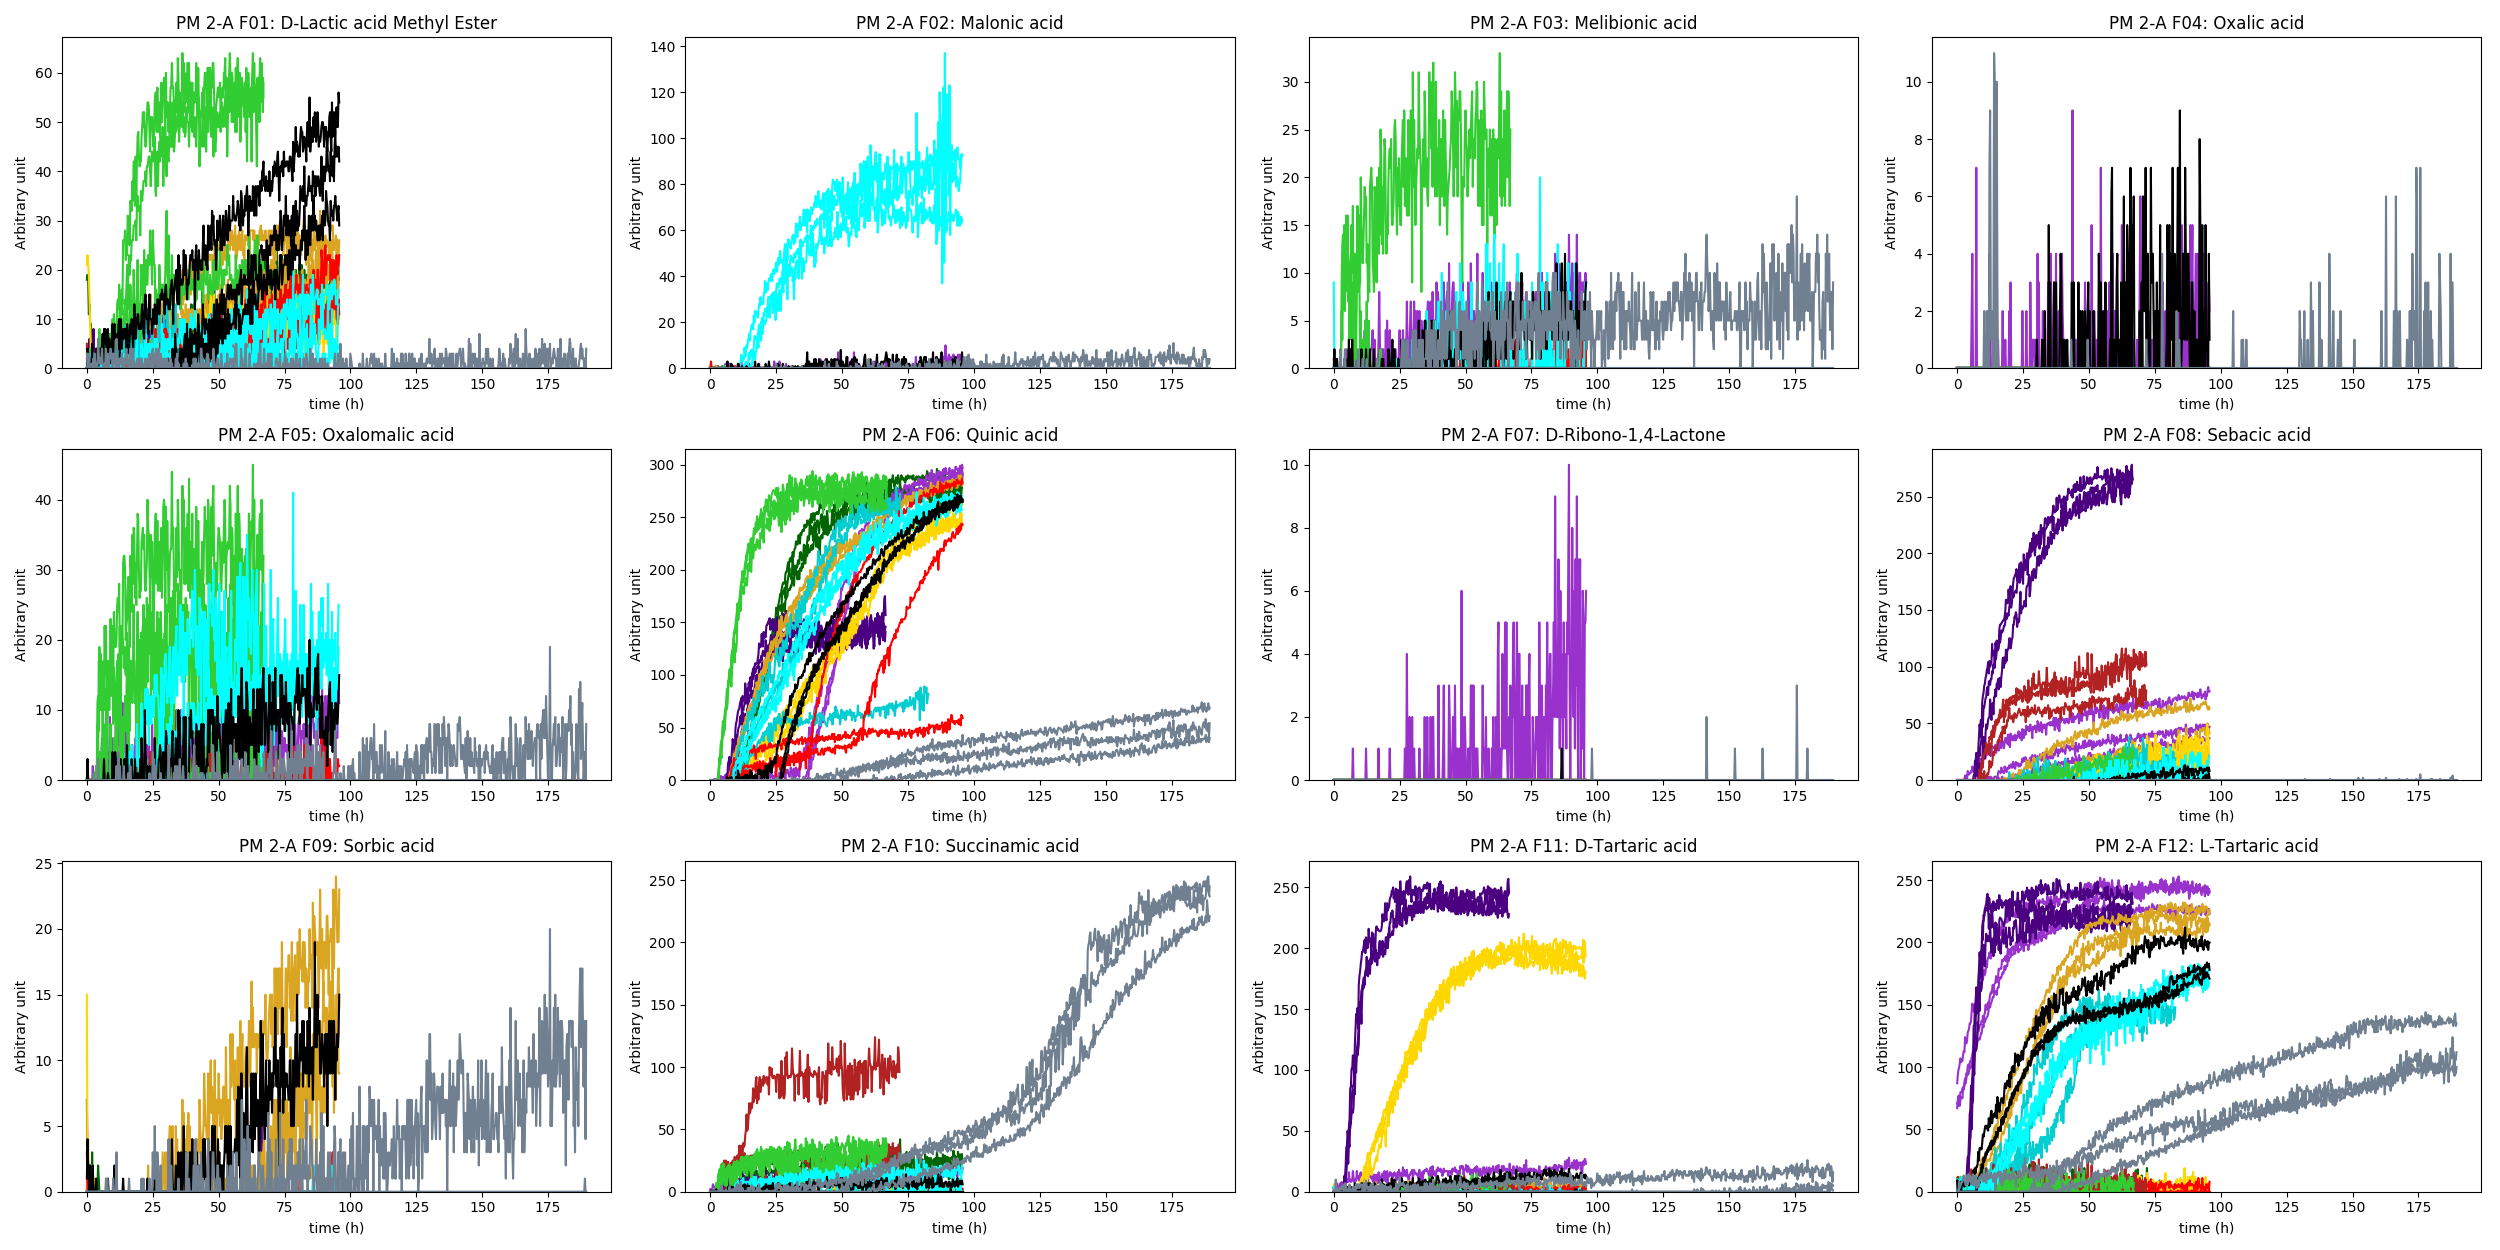 PM 2-A F01: D-Lactic acid Methyl Ester
Arbitrary unit
60
50
40
30
20
10
0
0 25 50 75 100 125 150 175
time (h)
PM 2-A F02: Malonic acid
Arbitrary unit
140
120
100
80
60
40
20
0
0 25 50 75 100 125 150 175
time (h)
PM 2-A F03: Melibionic acid
Arbitrary unit
30
25
20
15
10
5
0
0 25 50 75 100 125 150 175
time (h)
PM 2-A F04: Oxalic acid
Arbitrary unit
10
8
6
4
2
0
0 25 50 75 100 125 150 175
time (h)
PM 2-A F05: Oxalomalic acid
Arbitrary unit
40
30
20
10
0
0 25 50 75 100 125 150 175
time (h)
PM 2-A F06: Quinic acid
Arbitrary unit
300
250
200
150
100
50
0
0 25 50 75 100 125 150 175
time (h)
PM 2-A F07: D-Ribono-1,4-Lactone
Arbitrary unit
10
8
6
4
2
0
0 25 50 75 100 125 150 175
time (h)
PM 2-A F08: Sebacic acid
Arbitrary unit
250
200
150
100
50
0
0 25 50 75 100 125 150 175
time (h)
PM 2-A F09: Sorbic acid
Arbitrary unit
25
20
15
10
5
0
0 25 50 75 100 125 150 175
time (h)
PM 2-A F10: Succinamic acid
Arbitrary unit
250
200
150
100
50
0
0 25 50 75 100 125 150 175
time (h)
PM 2-A F11: D-Tartaric acid
Arbitrary unit
250
200
150
100
50
0
0 25 50 75 100 125 150 175
time (h)
PM 2-A F12: L-Tartaric acid
Arbitrary unit
250
200
150
100
50
0
0 25 50 75 100 125 150 175
time (h)